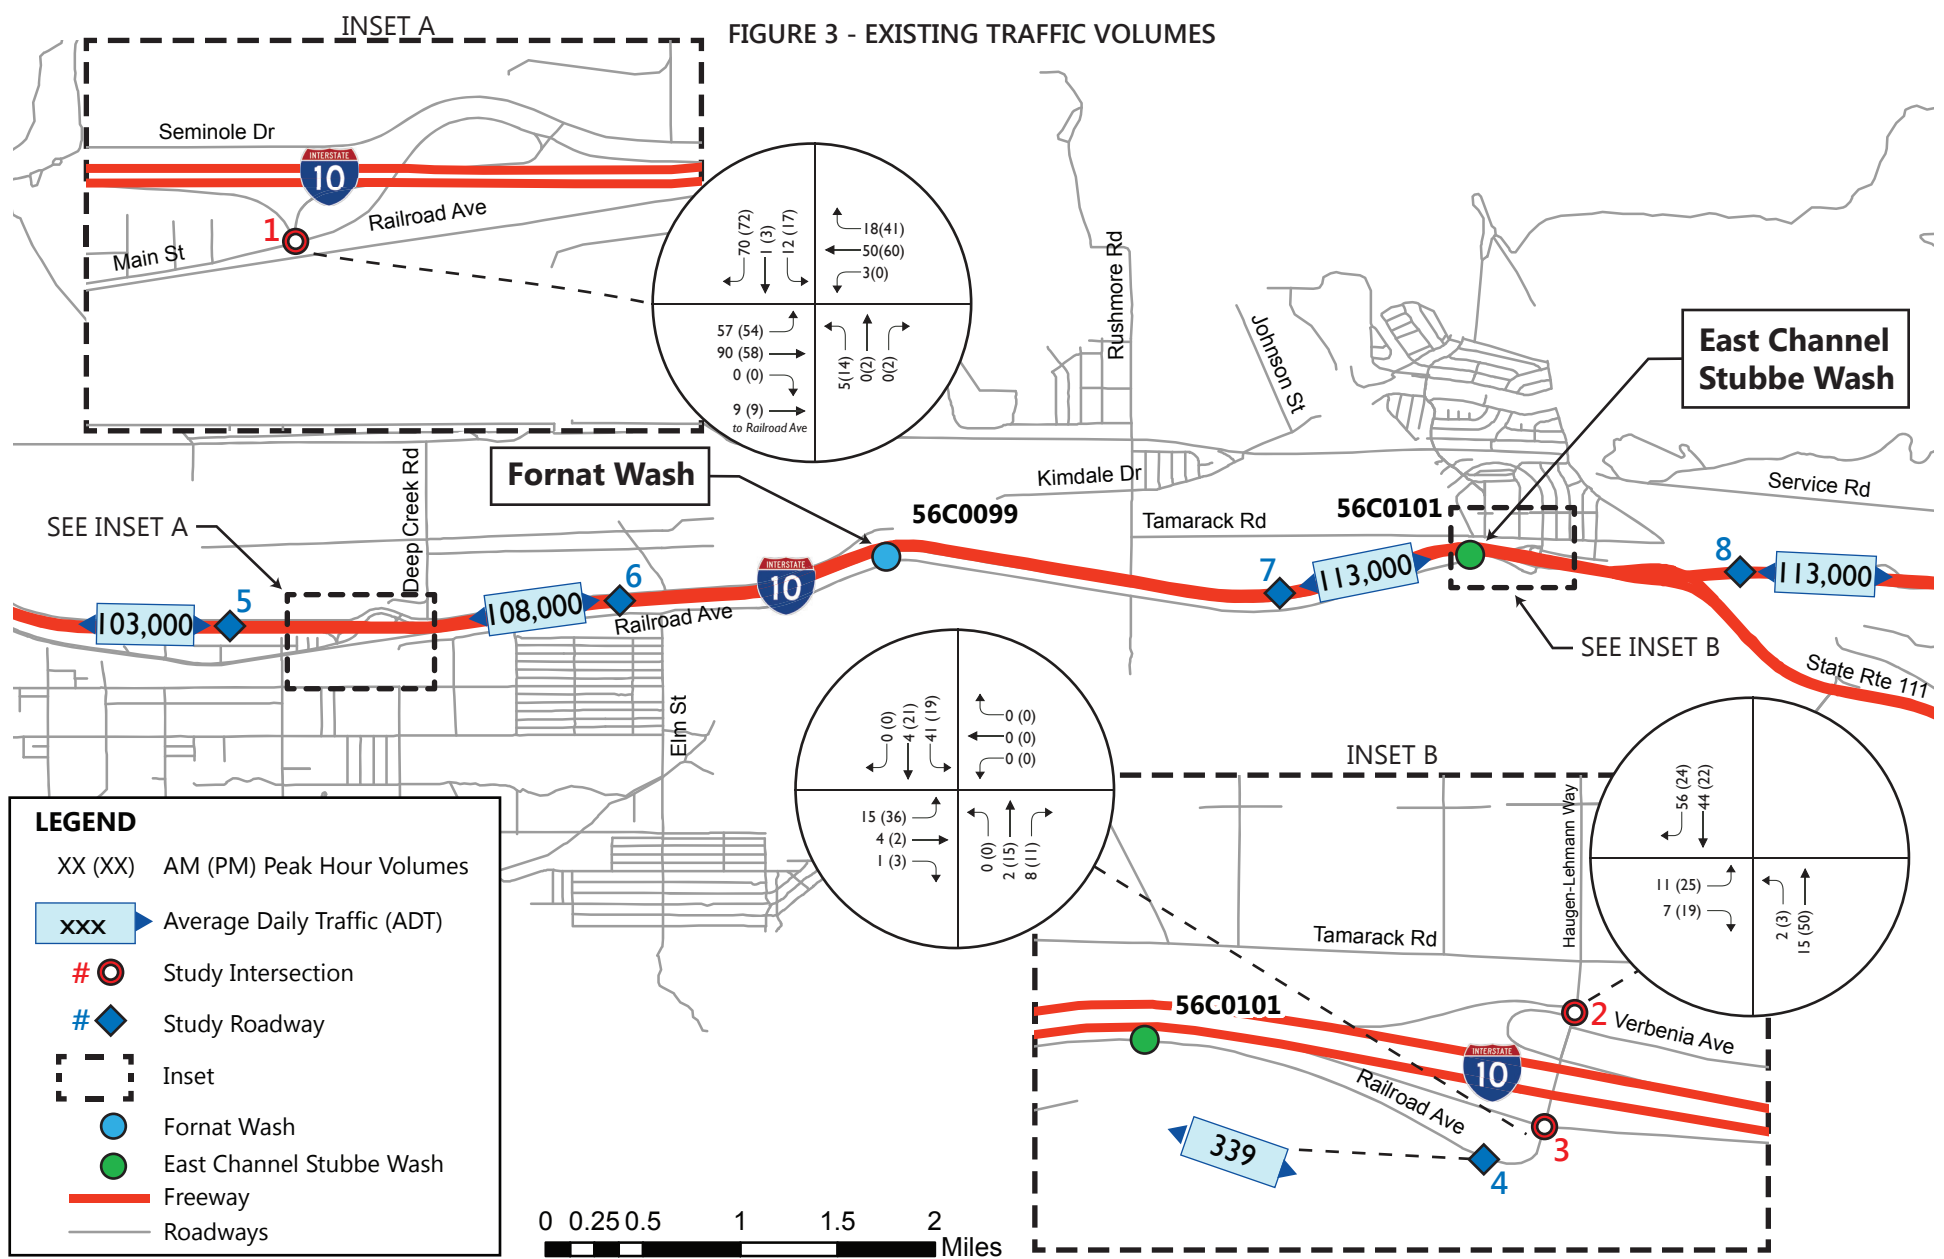 FIGURE 3 - EXISTING TRAFFIC VOLUMES
INSET A
Seminole Dr
INTERSTATE
10
Railroad Ave
1
Main St
70 (72)
1 (3)
12 (17)
18(41)
50(60)
3(0)
57 (54)
90 (58)
0 (0)
9 (9)
to Railroad Ave
5(14)
0(2)
0(2)
Rushmore Rd
Johnson St
East Channel
Stubbe Wash
Fornat Wash
Deep Creek Rd
Kimdale Dr
Service Rd
SEE INSET A
56C0099
Tamarack Rd
56C0101
103,000
5
108,000
6
Railroad Ave
INTERSTATE
10
7
113,000
8
113,000
SEE INSET B
State Rte 111
Elm St
0 (0)
4 (21)
41 (19)
0 (0)
0 (0)
0 (0)
15 (36)
4 (2)
1 (3)
0 (0)
2 (15)
8 (11)
INSET B
Haugen-Lehmann Way
56 (24)
44 (22)
11 (25)
7 (19)
2 (3)
15 (50)
Tamarack Rd
56C0101
2
Verbenia Ave
INTERSTATE
10
Railroad Ave
3
339
4
LEGEND
XX (XX) AM (PM) Peak Hour Volumes
xxx Average Daily Traffic (ADT)
# Study Intersection
# Study Roadway
Inset
Fornat Wash
East Channel Stubbe Wash
Freeway
Roadways
0 0.25 0.5 1 1.5 2
Miles